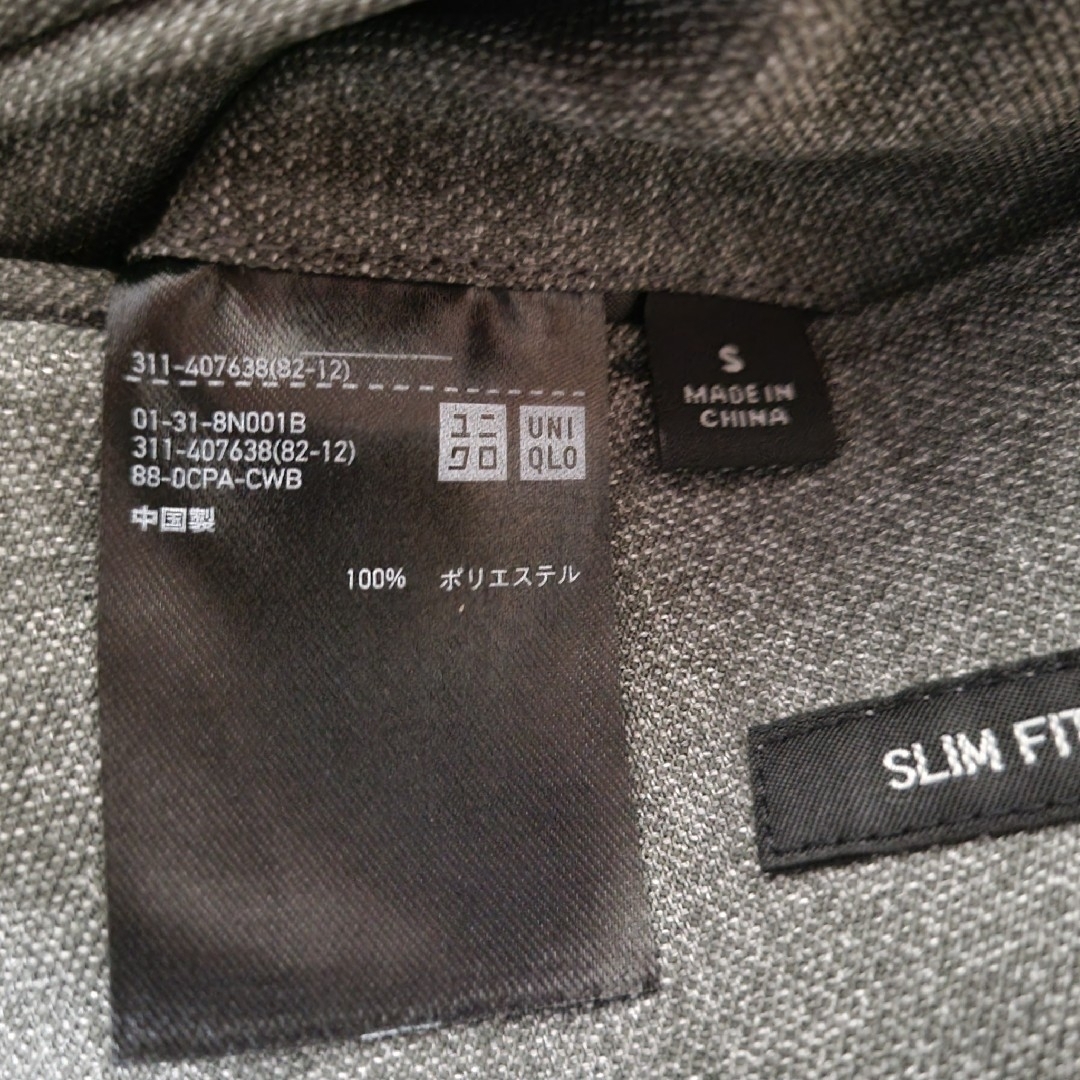 311-407638(82-12)
01-31-8N001B
311-407638(82-12)
88-0CPA-CWB
中国製
ユニ
クロ
UNI
QLO
100% ポリエステル
S
MADE IN
CHINA
SLIM FIT